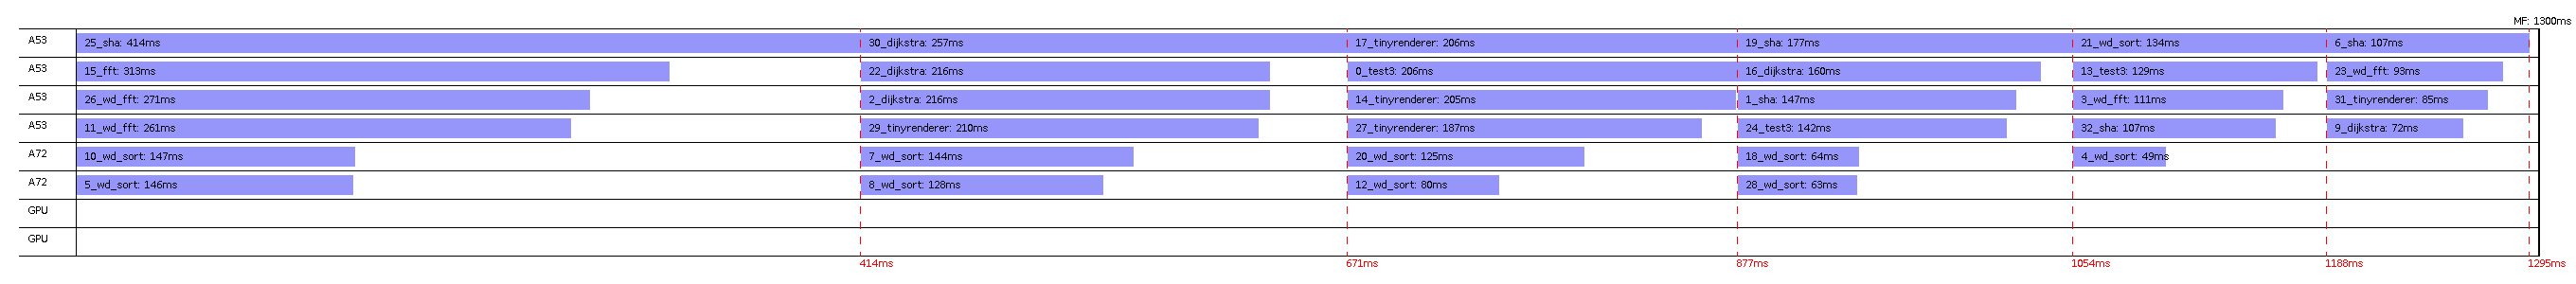 MF: 1300ms
A53 25_sha: 414ms 30_dijkstra: 257ms 17_tinyrenderer: 206ms 19_sha: 177ms 21_wd_sort: 134ms 6_sha: 107ms
A53 15_fft: 313ms 22_dijkstra: 216ms 0_test3: 206ms 16_dijkstra: 160ms 13_test3: 129ms 23_wd_fft: 93ms
A53 26_wd_fft: 271ms 2_dijkstra: 216ms 14_tinyrenderer: 205ms 1_sha: 147ms 3_wd_fft: 111ms 31_tinyrenderer: 85ms
A53 11_wd_fft: 261ms 29_tinyrenderer: 210ms 27_tinyrenderer: 187ms 24_test3: 142ms 32_sha: 107ms 9_dijkstra: 72ms
A72 10_wd_sort: 147ms 7_wd_sort: 144ms 20_wd_sort: 125ms 18_wd_sort: 64ms 4_wd_sort: 49ms
A72 5_wd_sort: 146ms 8_wd_sort: 128ms 12_wd_sort: 80ms 28_wd_sort: 63ms
GPU
GPU
414ms 671ms 877ms 1054ms 1188ms 1295ms